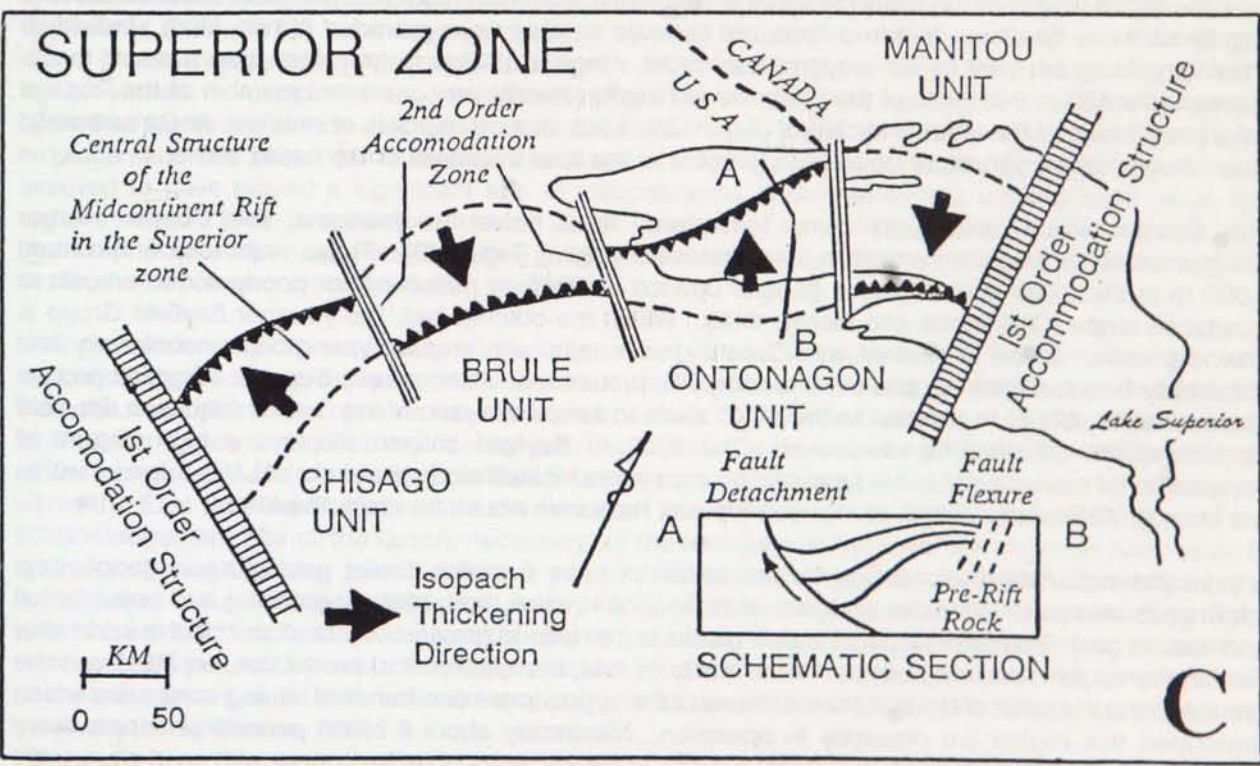 SUPERIOR ZONE
Central Structure
of the
Midcontinent Rift
in the Superior
zone
2nd Order
Accomodation
Zone
CANADA
U S A
MANITOU
UNIT
A
B
1st Order
Accommodation Structure
BRULE
UNIT
ONTONAGON
UNIT
Lake Superior
CHISAGO
UNIT
1st Order
Accommodation Structure
Isopach
Thickening
Direction
KM
0 50
Fault
Detachment
Fault
Flexure
A
B
Pre-Rift
Rock
SCHEMATIC SECTION
C